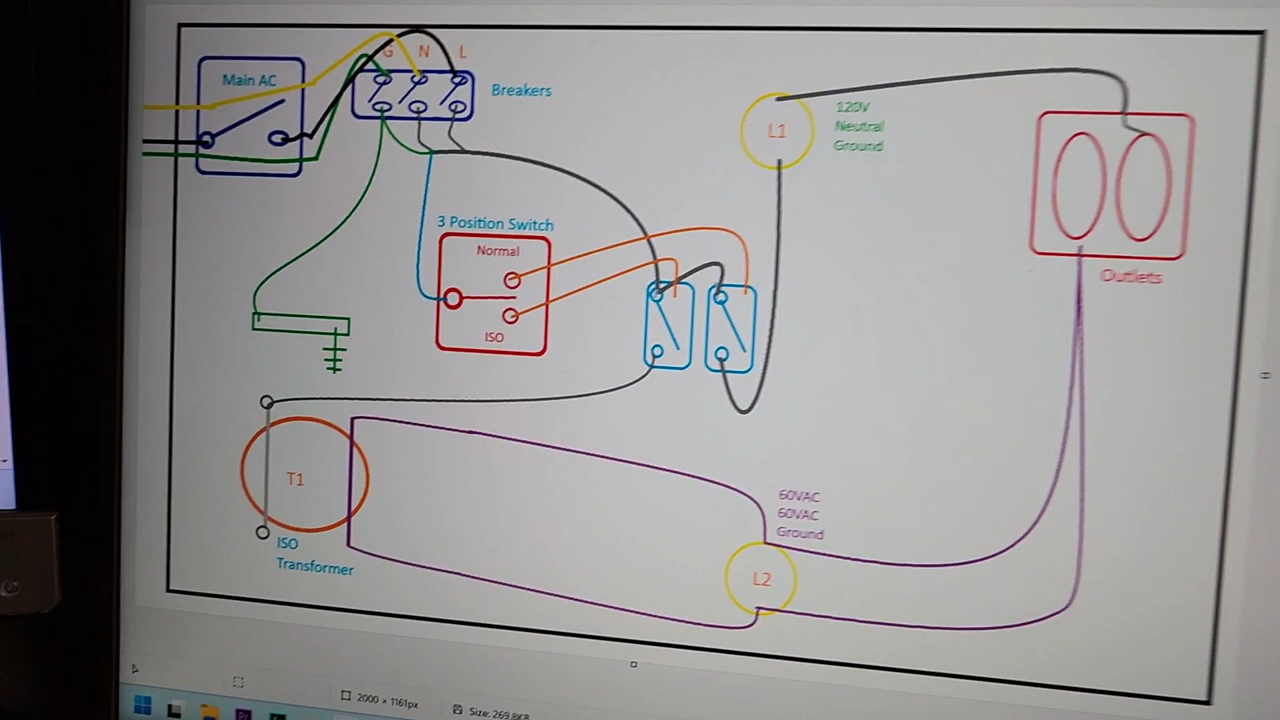 Main AC
G N L
Breakers
L1
120V
Neutral
Ground
3 Position Switch
Normal
ISO
Outlets
T1
ISO
Transformer
60VAC
60VAC
Ground
L2
2000 × 1161px
Size: 269.8KB